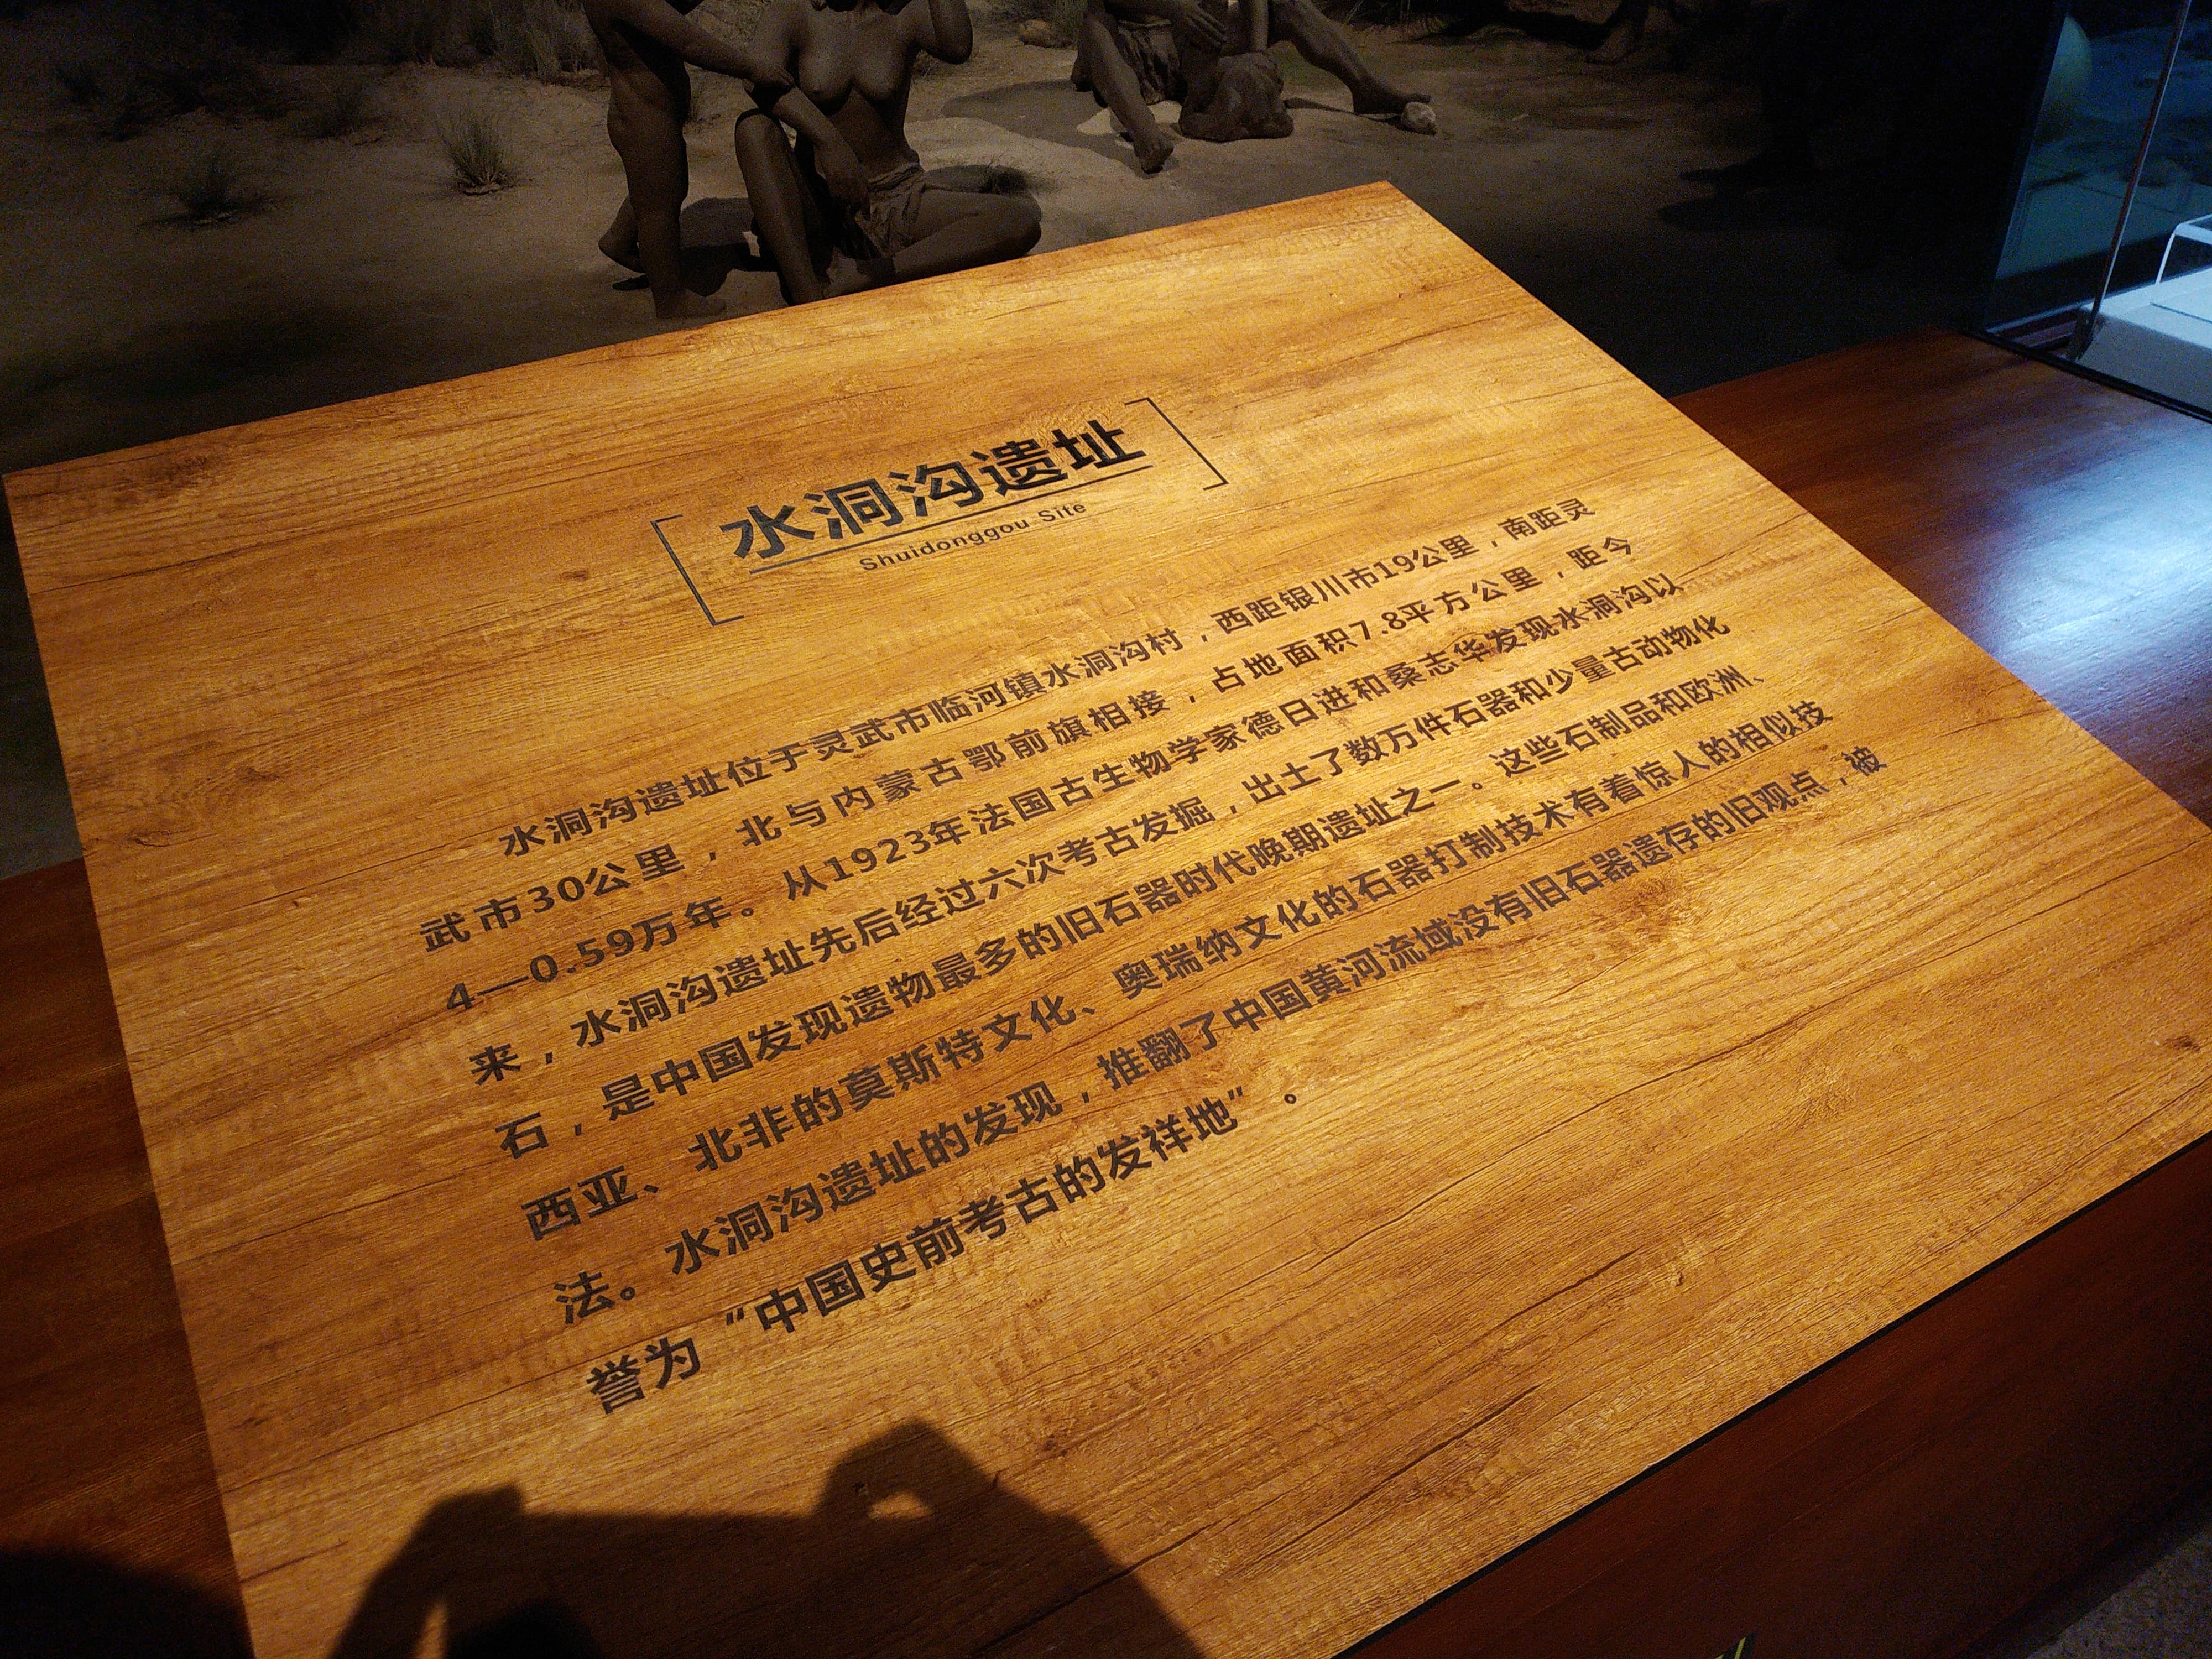 水洞沟遗址
Shuidonggou Site
水洞沟遗址位于灵武市临河镇水洞沟村，西距银川市19公里，南距灵
武市30公里，北与内蒙古鄂前旗相接，占地面积7.8平方公里，距今
4—0.59万年。从1923年法国古生物学家德日进和桑志华发现水洞沟以
来，水洞沟遗址先后经过六次考古发掘，出土了数万件石器和少量古动物化
石，是中国发现遗物最多的旧石器时代晚期遗址之一。这些石制品和欧洲、
西亚、北非的莫斯特文化、奥瑞纳文化的石器打制技术有着惊人的相似技
法。水洞沟遗址的发现，推翻了中国黄河流域没有旧石器遗存的旧观点，被
誉为“中国史前考古的发祥地”。